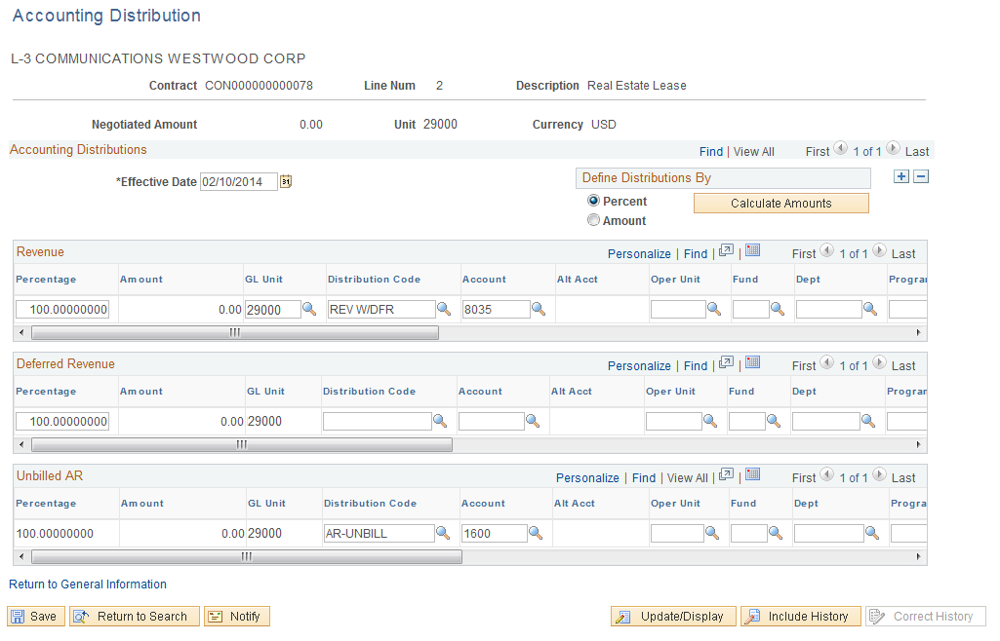 Accounting Distribution
L-3 COMMUNICATIONS WESTWOOD CORP
Contract CON000000000078 Line Num 2 Description Real Estate Lease
Negotiated Amount 0.00 Unit 29000 Currency USD
Accounting Distributions Find | View All First 1 of 1 Last
*Effective Date 02/10/2014 31 Define Distributions By
Percent Calculate Amounts
Amount
Revenue Personalize | Find | | First 1 of 1 Last
Percentage Amount GL Unit Distribution Code Account Alt Acct Oper Unit Fund Dept Progra
100.00000000 0.00 29000 REV W/DFR 8035
Deferred Revenue Personalize | Find | | First 1 of 1 Last
Percentage Amount GL Unit Distribution Code Account Alt Acct Oper Unit Fund Dept Program
100.00000000 0.00 29000
Unbilled AR Personalize | Find | View All | | First 1 of 1 Last
Percentage Amount GL Unit Distribution Code Account Alt Acct Oper Unit Fund Dept Progra
100.00000000 0.00 29000 AR-UNBILL 1600
Return to General Information
Save Return to Search Notify Update/Display Include History Correct History